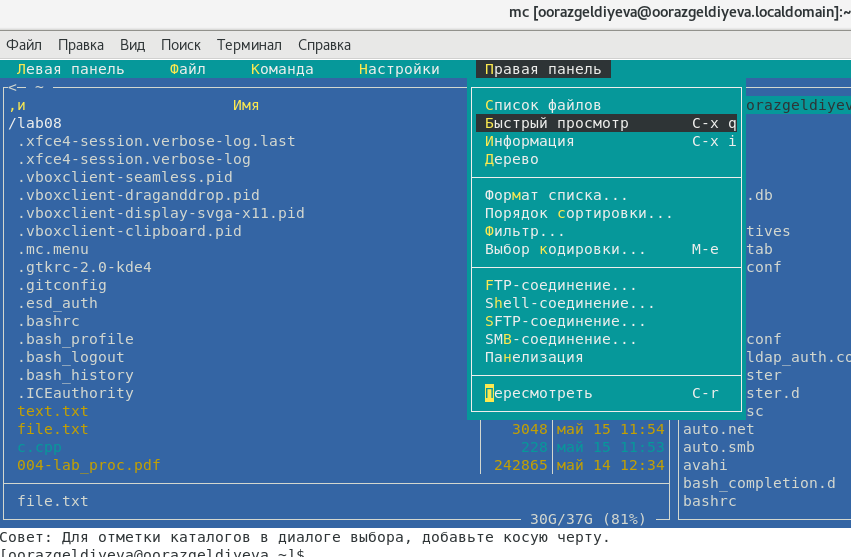 mc [oorazgeldiyeva@oorazgeldiyeva.localdomain]:~
Файл Правка Вид Поиск Терминал Справка
Левая панель Файл Команда Настройки Правая панель
<— ~
,и Имя
/lab08
.xfce4-session.verbose-log.last
.xfce4-session.verbose-log
.vboxclient-seamless.pid
.vboxclient-draganddrop.pid
.vboxclient-display-svga-x11.pid
.vboxclient-clipboard.pid
.mc.menu
.gtkrc-2.0-kde4
.gitconfig
.esd_auth
.bashrc
.bash_profile
.bash_logout
.bash_history
.ICEauthority
text.txt
file.txt 3048 май 15 11:54
c.cpp 228 май 15 11:53
004-lab_proc.pdf 242865 май 14 12:34
file.txt
30G/37G (81%)
Список файлов
Быстрый просмотр C-x q
Информация C-x i
Дерево
Формат списка...
Порядок сортировки...
Фильтр...
Выбор кодировки... M-e
FTP-соединение...
Shell-соединение...
SFTP-соединение...
SMB-соединение...
Панелизация
Пересмотреть C-r
orazgeldiyev
.db
tives
tab
conf
conf
ldap_auth.co
ster
ster.d
sc
auto.net
auto.smb
avahi
bash_completion.d
bashrc
Совет: Для отметки каталогов в диалоге выбора, добавьте косую черту.
[oorazgeldiyeva@oorazgeldiyeva ~]$